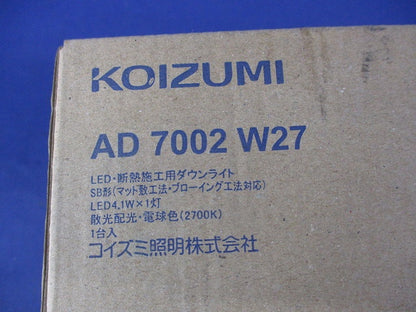 KOIZUMI
AD 7002 W27
LED・断熱施工用ダウンライト
SB形(マット敷工法・ブローイング工法対応)
LED4.1W×1灯
散光配光・電球色(2700K)
1台入
コイズミ照明株式会社